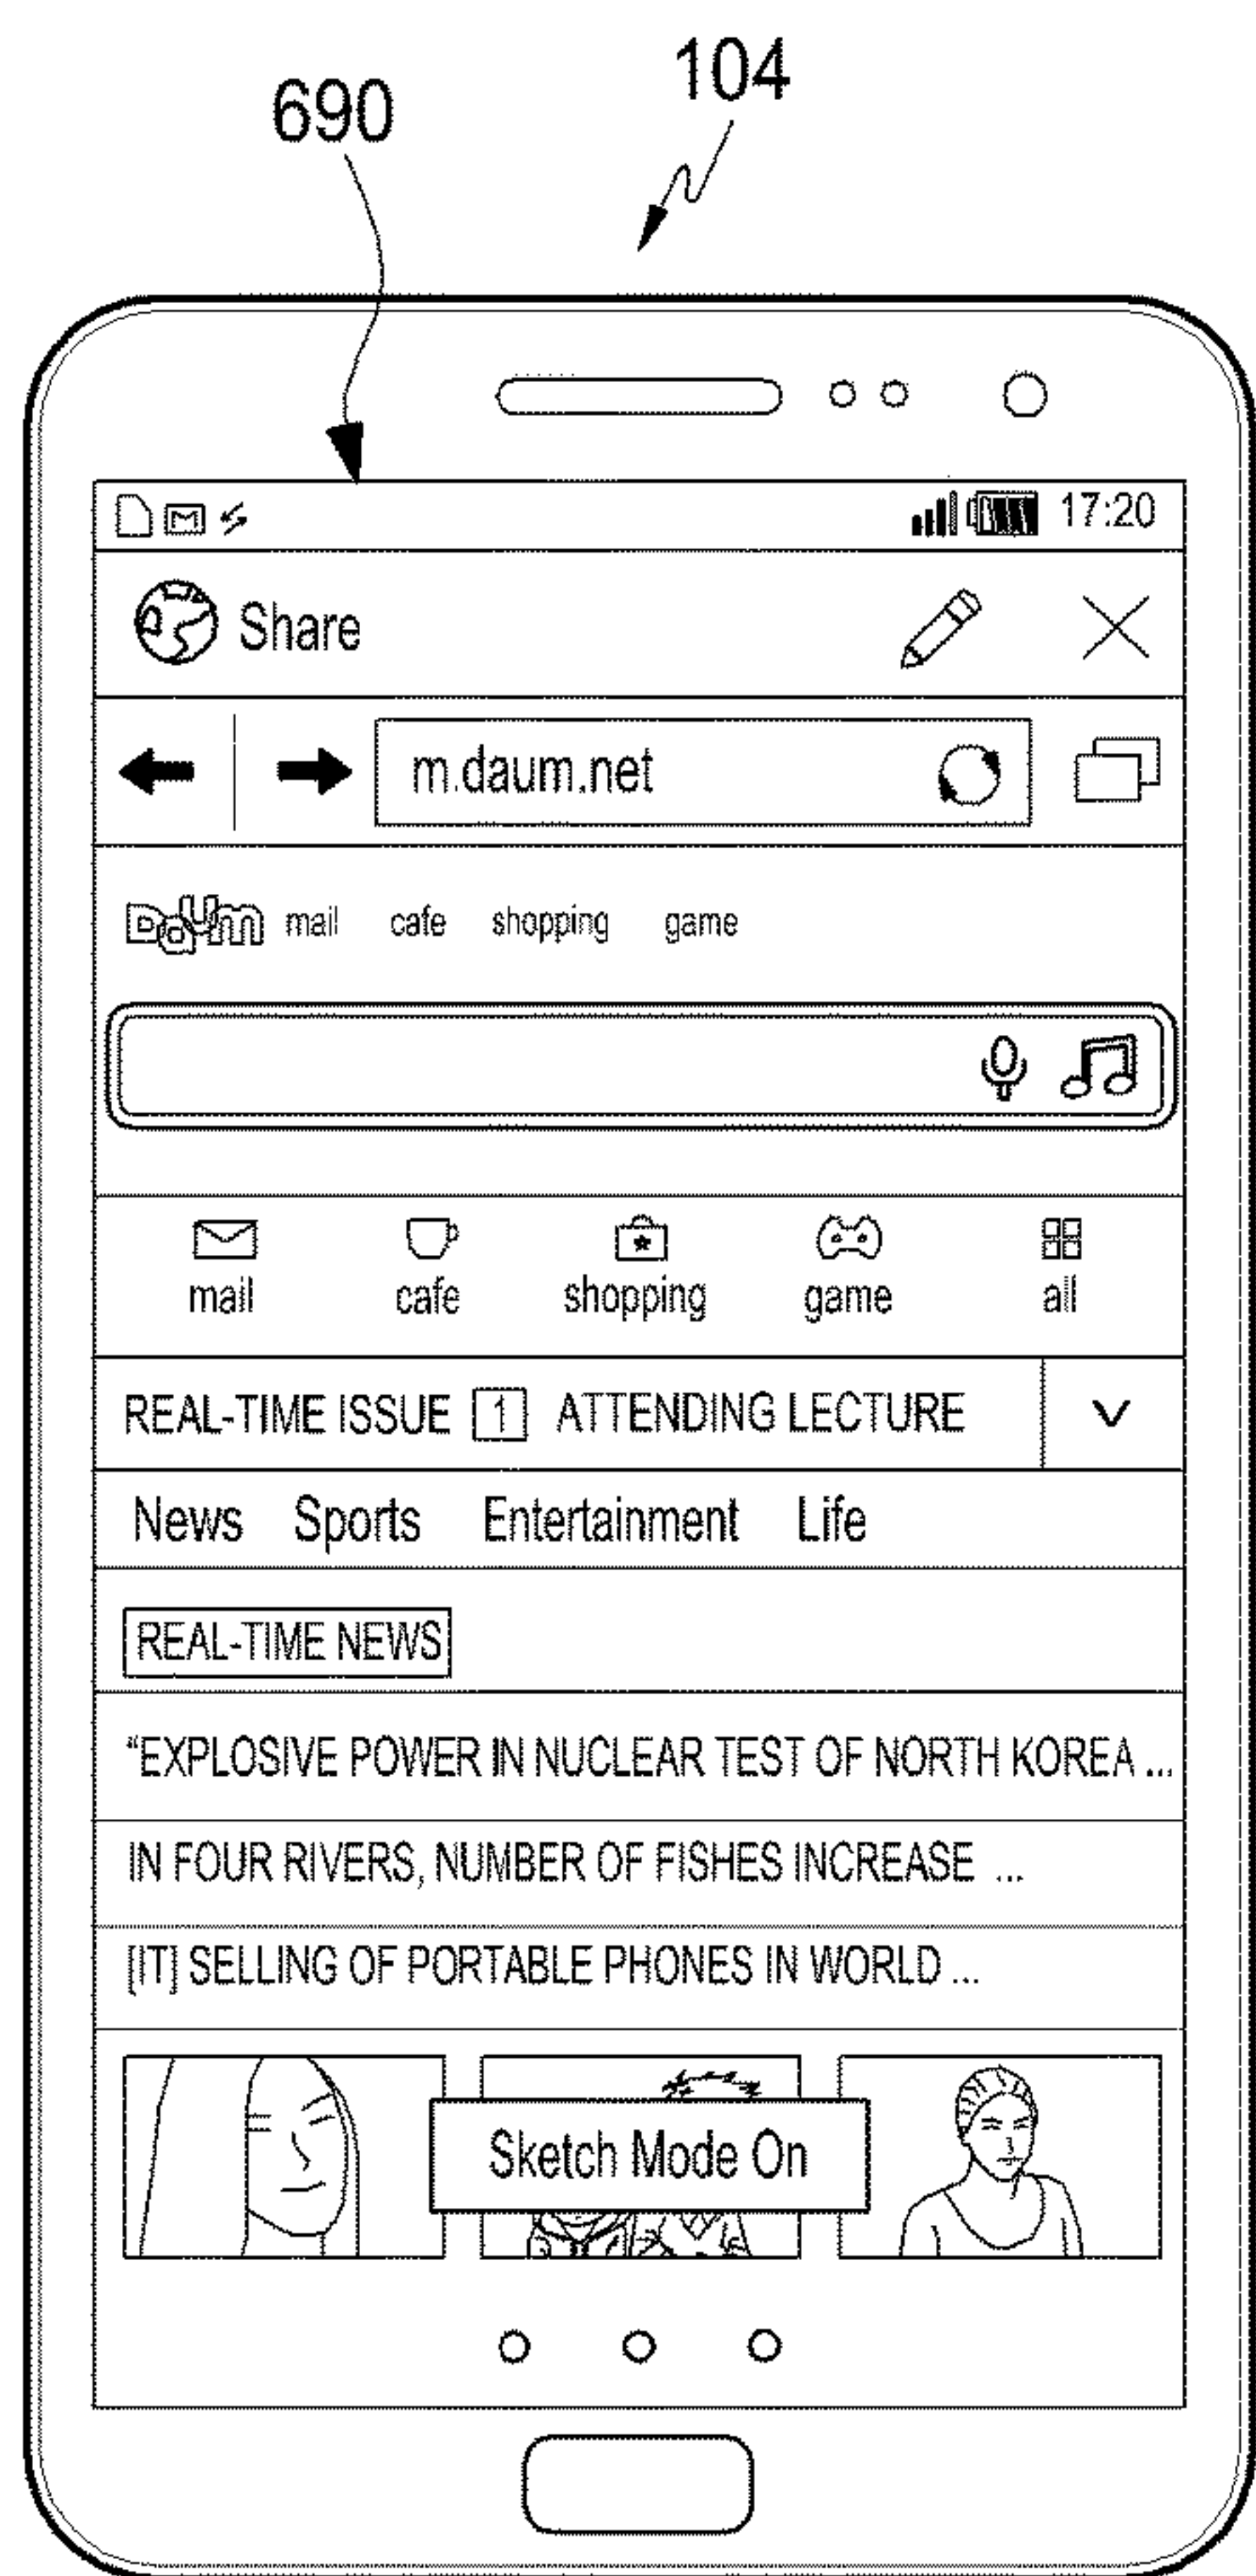 104
690
17:20
Share
m.daum.net
Daum mail cafe shopping game
mail cafe shopping game all
REAL-TIME ISSUE 1 ATTENDING LECTURE
News Sports Entertainment Life
REAL-TIME NEWS
“EXPLOSIVE POWER IN NUCLEAR TEST OF NORTH KOREA ...
IN FOUR RIVERS, NUMBER OF FISHES INCREASE ...
[IT] SELLING OF PORTABLE PHONES IN WORLD ...
Sketch Mode On